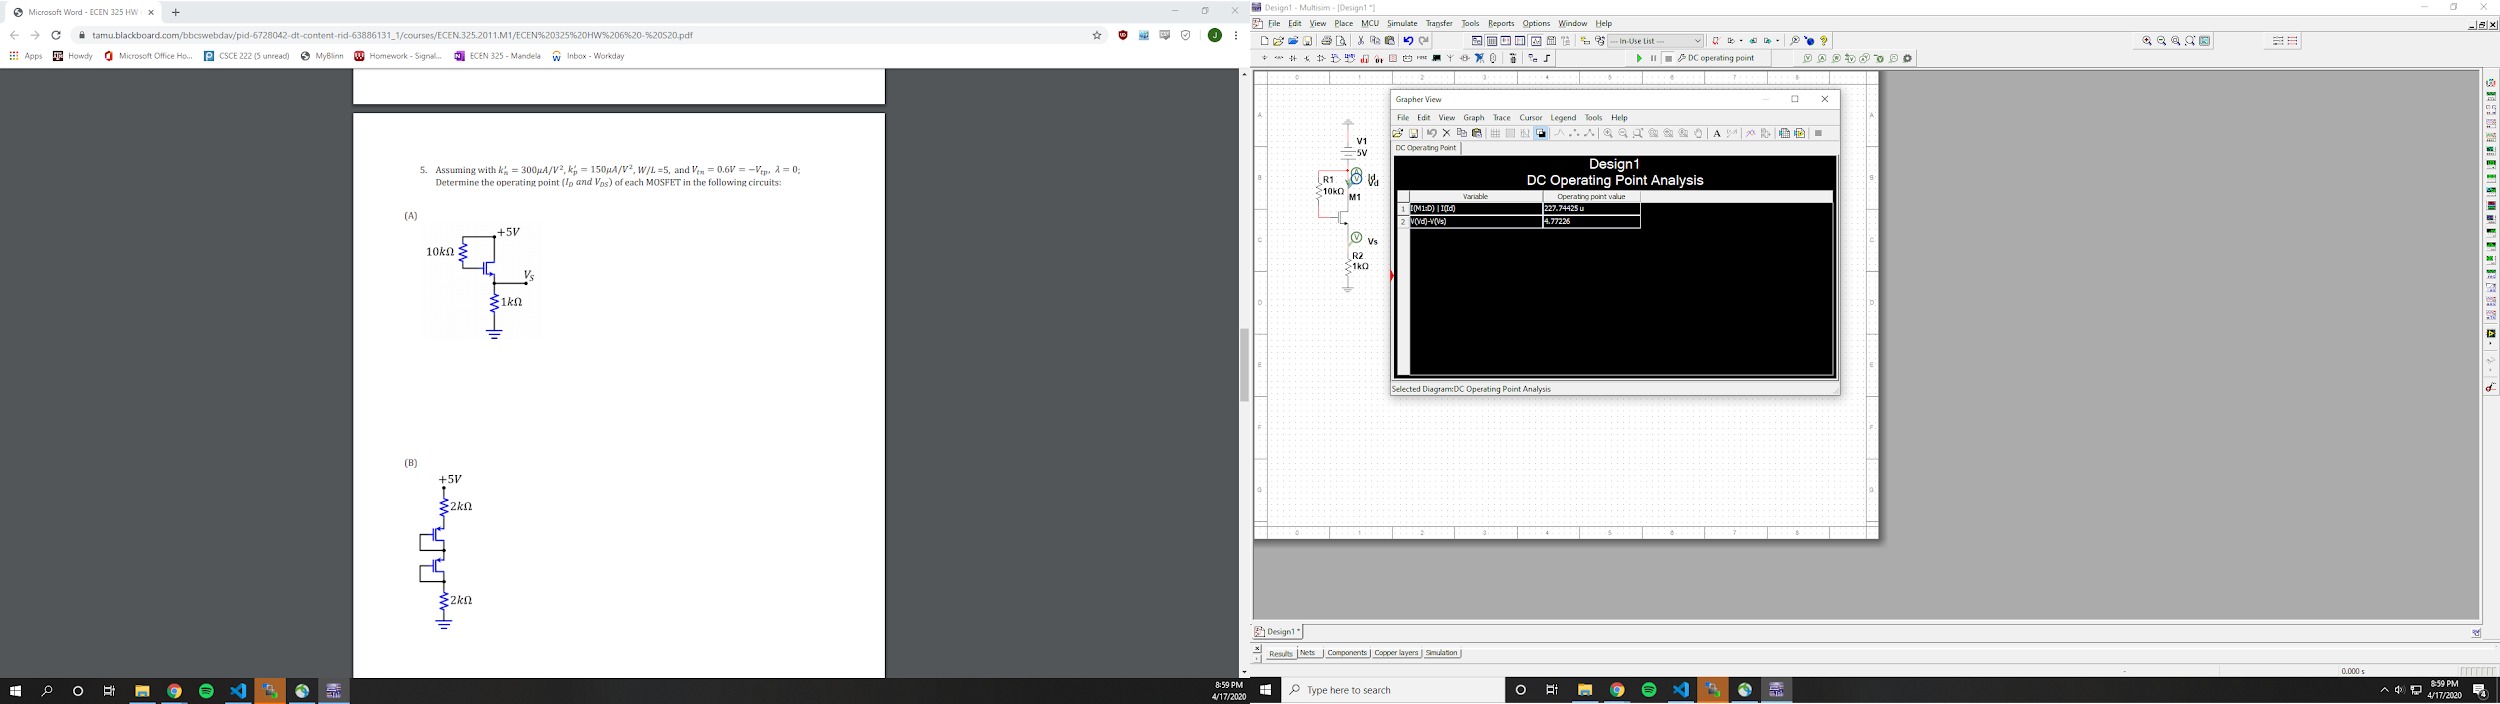 Microsoft Word - ECEN 325 HW
tamu.blackboard.com/bbcswebdav/pid-6728042-dt-content-rid-63886131_1/courses/ECEN.325.2011.M1/ECEN%20325%20HW%206%20-%20S20.pdf
Apps Howdy Microsoft Office Ho... CSCE 222 (5 unread) MyBlinn Homework - Signal... ECEN 325 - Mandela Inbox - Workday
5. Assuming with k'ₙ = 300μA/V², k'ₚ = 150μA/V², W/L =5, and Vₜₙ = 0.6V = −Vₜₚ, λ = 0;
Determine the operating point (I_D and V_DS) of each MOSFET in the following circuits:
(A)
+5V
10kΩ
V_S
1kΩ
(B)
+5V
2kΩ
2kΩ
8:59 PM
4/17/2020
Design1 - Multisim - [Design1 *]
File Edit View Place MCU Simulate Transfer Tools Reports Options Window Help
--- In-Use List ---
DC operating point
V1
5V
R1
10kΩ
Id
Vd
M1
Vs
R2
1kΩ
Grapher View
File Edit View Graph Trace Cursor Legend Tools Help
DC Operating Point
Design1
DC Operating Point Analysis
Variable Operating point value
1 I(M1:D) | I(Id) 227.74425 u
2 V(Vd)-V(Vs) 4.77226
Selected Diagram:DC Operating Point Analysis
Design1 *
Results Nets Components Copper layers Simulation
0.000 s
Type here to search
8:59 PM
4/17/2020